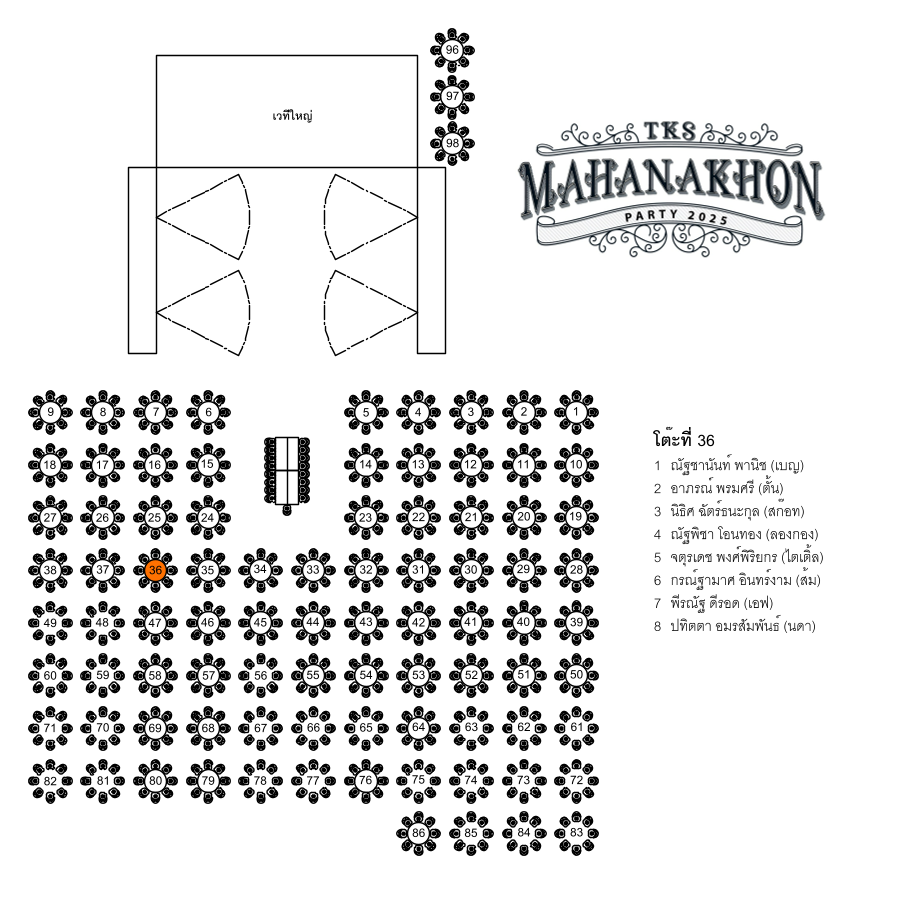 96
97
98
เวทีใหญ่
TKS
MAHANAKHON
PARTY 2025
9 8 7 6 5 4 3 2 1
18 17 16 15 14 13 12 11 10
27 26 25 24 23 22 21 20 19
38 37 36 35 34 33 32 31 30 29 28
49 48 47 46 45 44 43 42 41 40 39
60 59 58 57 56 55 54 53 52 51 50
71 70 69 68 67 66 65 64 63 62 61
82 81 80 79 78 77 76 75 74 73 72
86 85 84 83
โต๊ะที่ 36
1 ณัฐชานันท์ พานิช (เบญ)
2 อาภรณ์ พรมศรี (ตั้น)
3 นิธิศ ฉัตร์ธนะกุล (สก๊อท)
4 ณัฐพิชา โอนทอง (ลองกอง)
5 จตุรเดช พงศ์พิริยกร (ไตเติ้ล)
6 กรณ์ฐามาศ อินทร์งาม (ส้ม)
7 พีรณัฐ ดีรอด (เอฟ)
8 ปทิตตา อมรสัมพันธ์ (นดา)